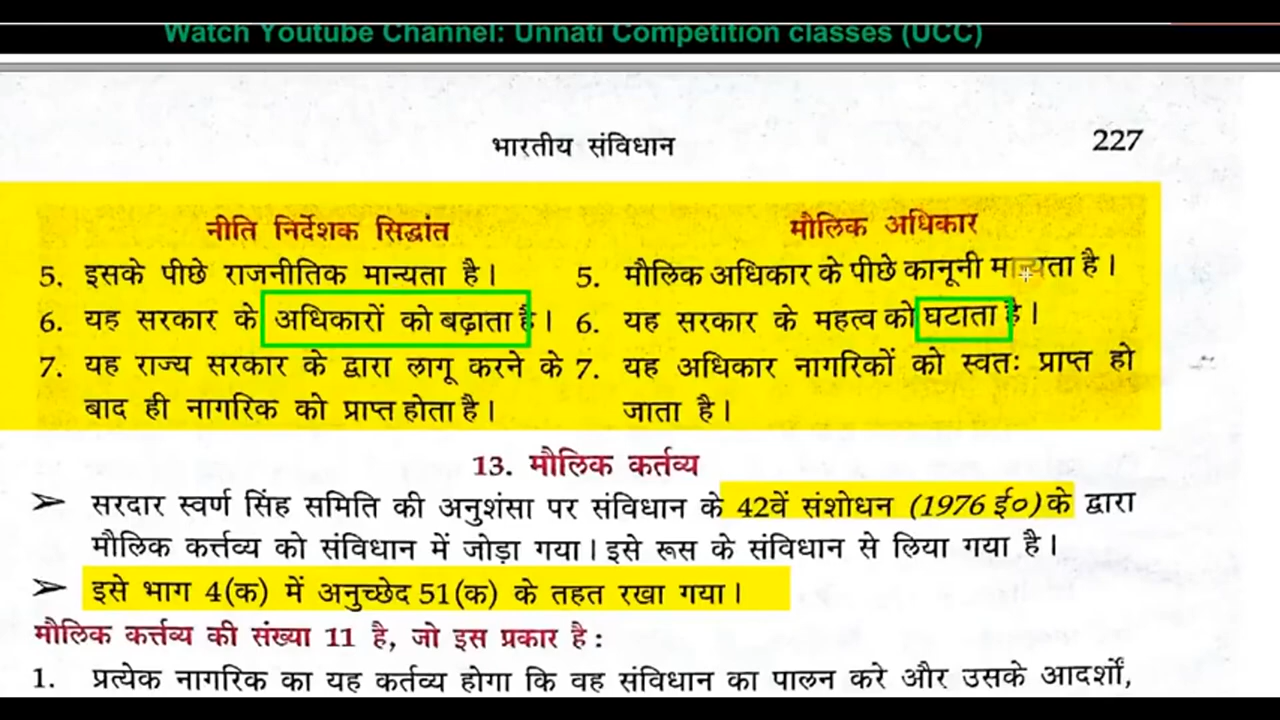 Watch Youtube Channel: Unnati Competition classes (UCC)
भारतीय संविधान 227
नीति निर्देशक सिद्धांत मौलिक अधिकार
5. इसके पीछे राजनीतिक मान्यता है। 5. मौलिक अधिकार के पीछे कानूनी मान्यता है।
6. यह सरकार के अधिकारों को बढ़ाता है। 6. यह सरकार के महत्व को घटाता है।
7. यह राज्य सरकार के द्वारा लागू करने के 7. यह अधिकार नागरिकों को स्वतः प्राप्त हो
बाद ही नागरिक को प्राप्त होता है। जाता है।
13. मौलिक कर्तव्य
➢ सरदार स्वर्ण सिंह समिति की अनुशंसा पर संविधान के 42वें संशोधन (1976 ई०) के द्वारा
मौलिक कर्त्तव्य को संविधान में जोड़ा गया। इसे रूस के संविधान से लिया गया है।
➢ इसे भाग 4(क) में अनुच्छेद 51(क) के तहत रखा गया।
मौलिक कर्त्तव्य की संख्या 11 है, जो इस प्रकार है :
1. प्रत्येक नागरिक का यह कर्तव्य होगा कि वह संविधान का पालन करे और उसके आदर्शों,